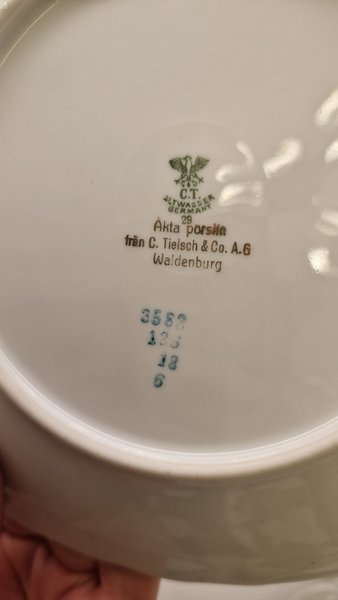 C.T.
ALTWASSER
GERMANY
29
Äkta porslin
från C. Tielsch & Co. A.G
Waldenburg
18
6